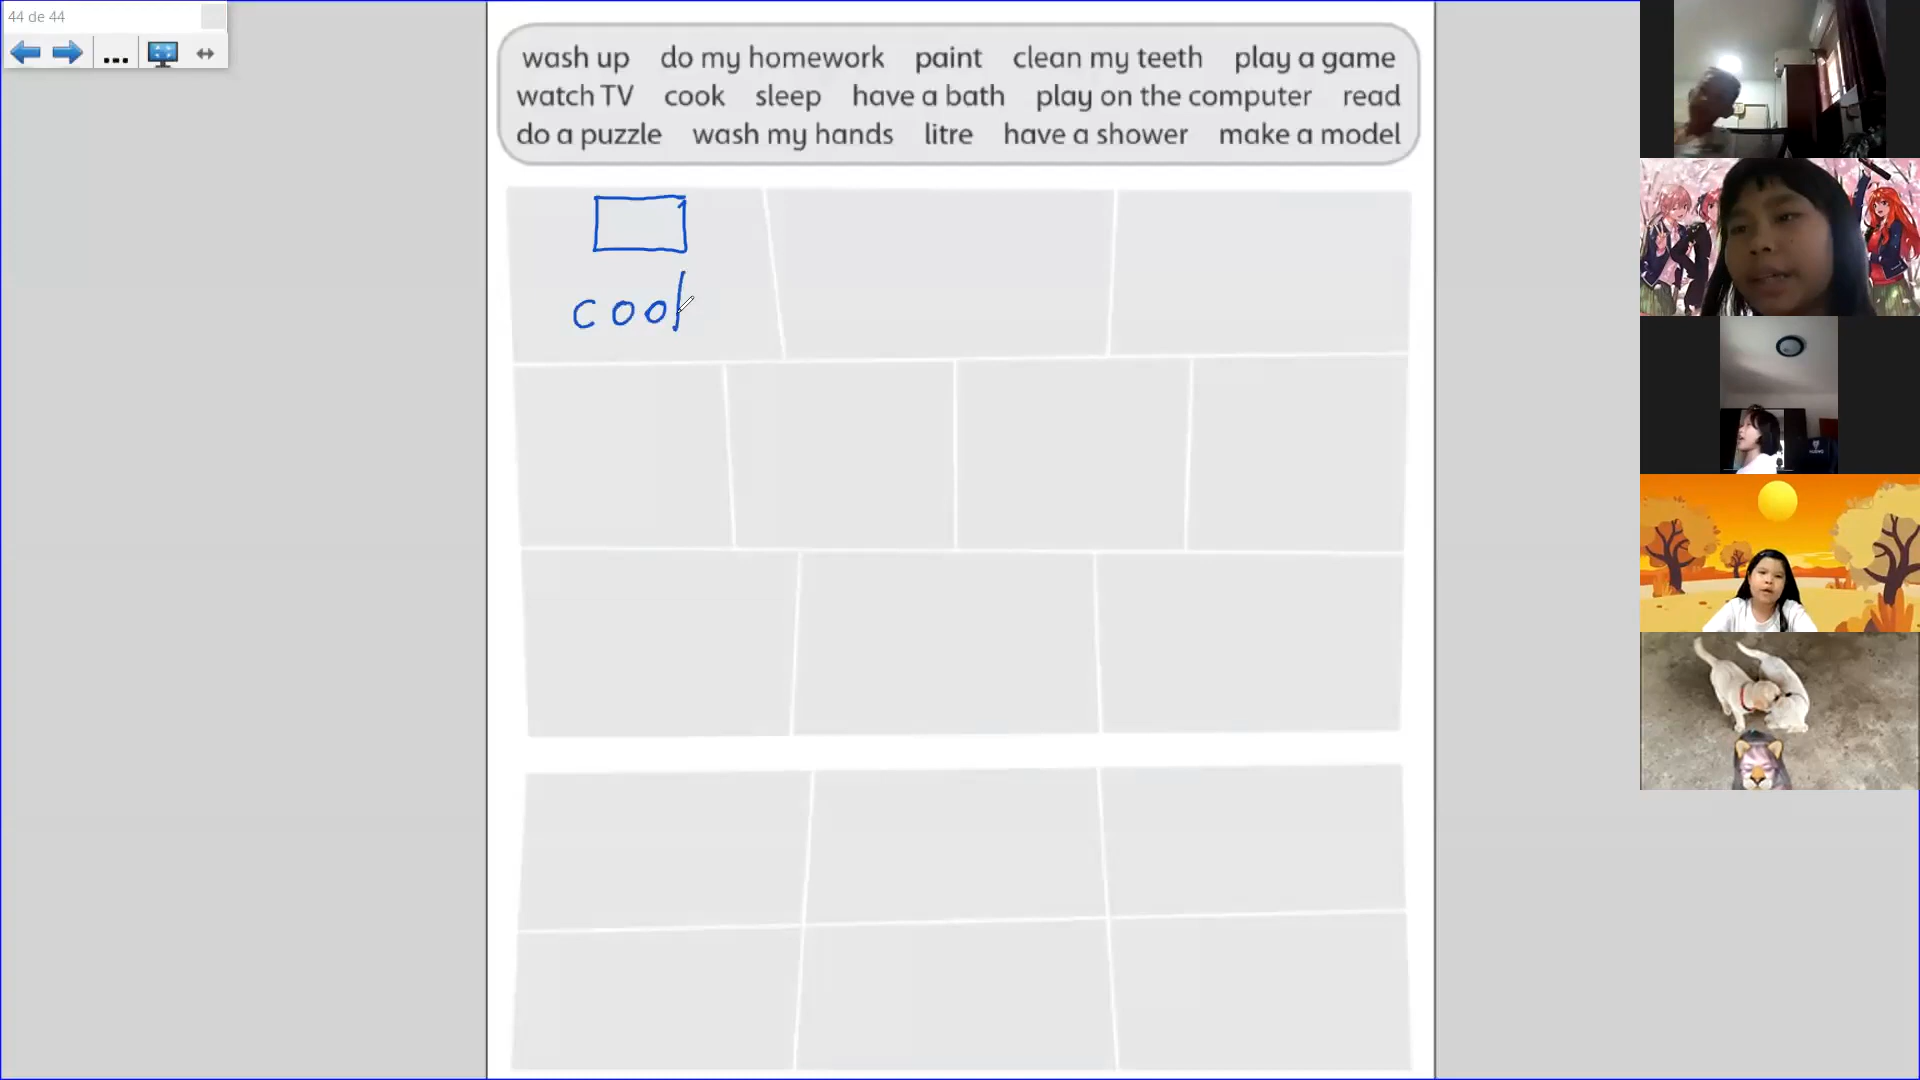 44 de 44
wash up do my homework paint clean my teeth play a game
watch TV cook sleep have a bath play on the computer read
do a puzzle wash my hands litre have a shower make a model
cool